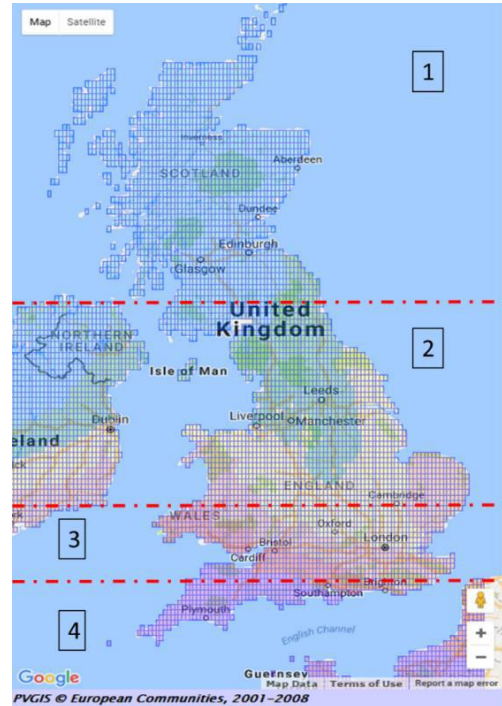 Map Satellite
1
Inverness
Aberdeen
SCOTLAND
Dundee
Edinburgh
Glasgow
United
Kingdom
2
NORTHERN
IRELAND
Isle of Man
Leeds
Dublin
Liverpool
Manchester
eland
ick
ENGLAND
Cambridge
rk
WALES
Oxford
3
London
Bristol
Cardiff
Brighton
Southampton
Plymouth
4
English Channel
+
−
Guernsey
Google
Map Data Terms of Use Report a map error
PVGIS © European Communities, 2001-2008